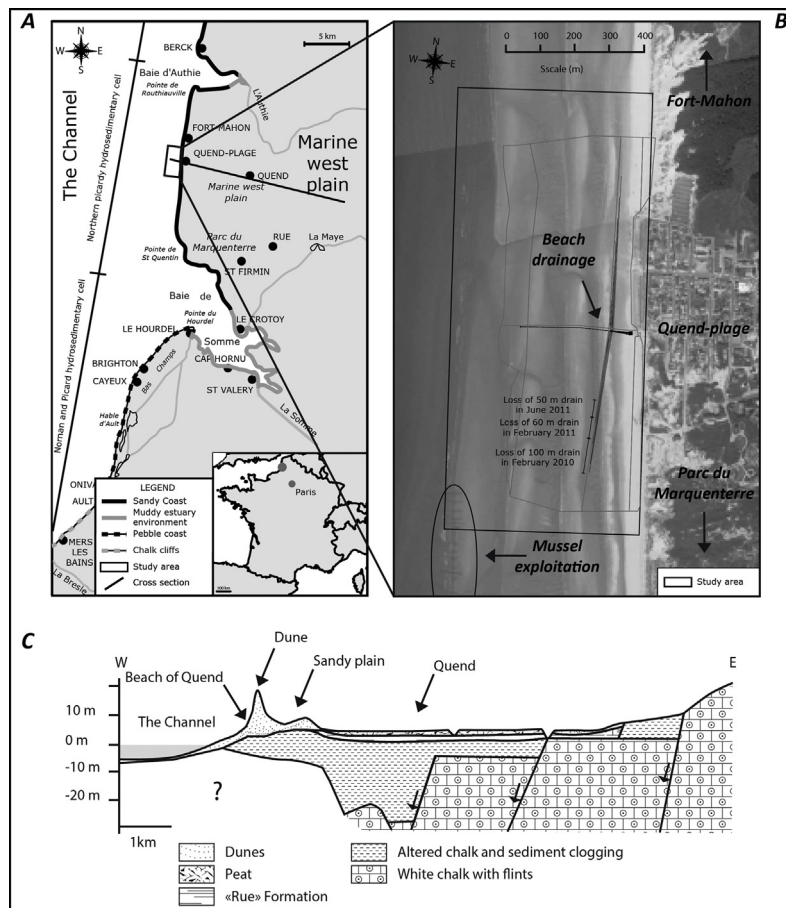 A
N
W
E
S
The Channel
BERCK
5 km
Baie d'Authie
Pointe de
Routhiauville
L'Authie
FORT-MAHON
QUEND-PLAGE
Marine
west
plain
QUEND
Marine west
plain
Northern picardy hydrosedimentary cell
Parc du
Marquenterre
RUE
La Maye
Pointe de
St Quentin
ST FIRMIN
Baie de
Somme
Pointe du
Hourdel
LE CROTOY
LE HOURDEL
CAP HORNU
BRIGHTON
CAYEUX
Bas Champs
ST VALERY
La Somme
Hable
d'Ault
Norman and Picard hydrosedimentary cell
ONIVA
AULT
MERS
LES
BAINS
La Bresle
LEGEND
Sandy Coast
Muddy estuary
environment
Pebble coast
Chalk cliffs
Study area
Cross section
Paris
100 km
B
N
W
E
S
0 100 200 300 400
Sscale (m)
Fort-Mahon
Beach
drainage
Quend-plage
Loss of 50 m drain
in June 2011
Loss of 60 m drain
in February 2011
Loss of 100 m drain
in February 2010
Parc du
Marquenterre
Mussel
exploitation
Study area
C
W
E
Dune
Beach of Quend
Sandy plain
Quend
The Channel
10 m
0 m
-10 m
-20 m
?
1km
Dunes
Peat
«Rue» Formation
Altered chalk and sediment clogging
White chalk with flints